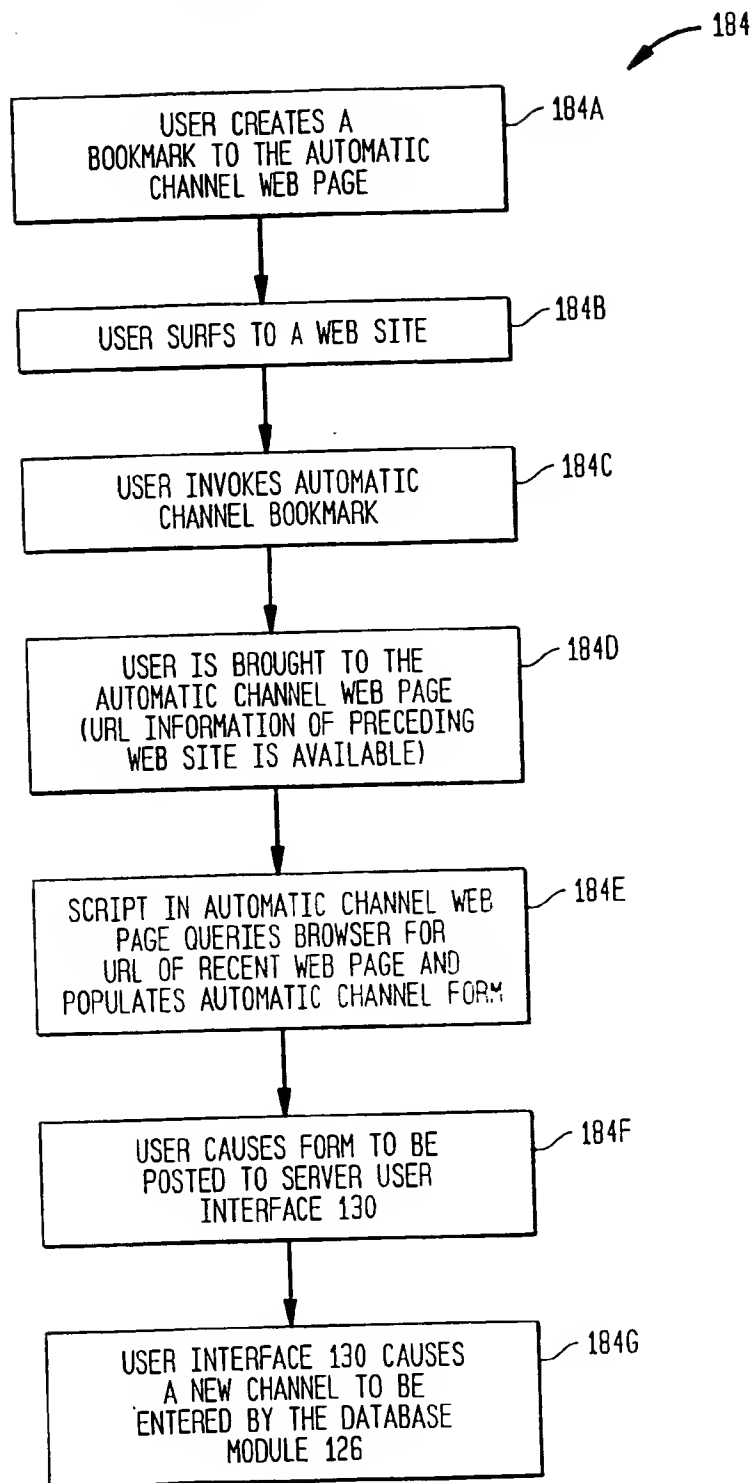 184
USER CREATES A
BOOKMARK TO THE AUTOMATIC
CHANNEL WEB PAGE
184A
USER SURFS TO A WEB SITE
184B
USER INVOKES AUTOMATIC
CHANNEL BOOKMARK
184C
USER IS BROUGHT TO THE
AUTOMATIC CHANNEL WEB PAGE
(URL INFORMATION OF PRECEDING
WEB SITE IS AVAILABLE)
184D
SCRIPT IN AUTOMATIC CHANNEL WEB
PAGE QUERIES BROWSER FOR
URL OF RECENT WEB PAGE AND
POPULATES AUTOMATIC CHANNEL FORM
184E
USER CAUSES FORM TO BE
POSTED TO SERVER USER
INTERFACE 130
184F
USER INTERFACE 130 CAUSES
A NEW CHANNEL TO BE
ENTERED BY THE DATABASE
MODULE 126
184G